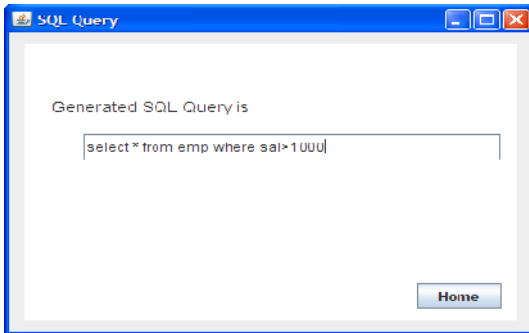 SQL Query
Generated SQL Query is
select * from emp where sal>1000
Home